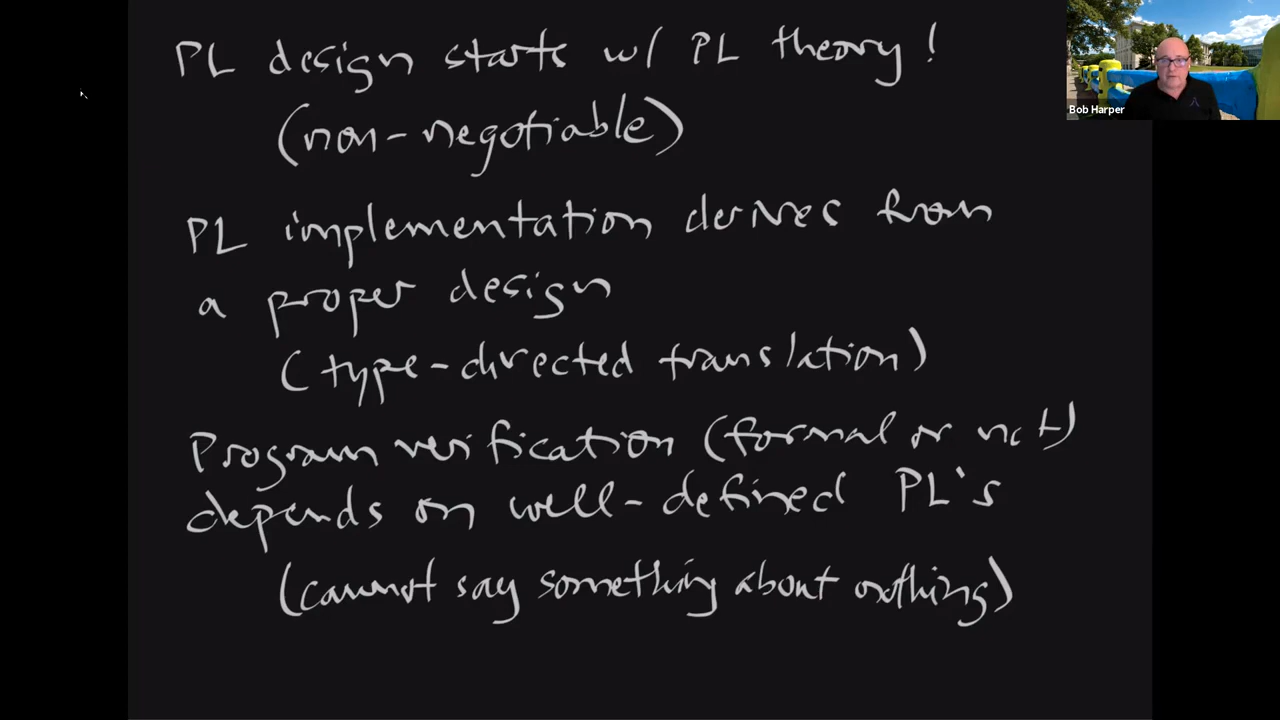 PL design starts w/ PL theory!
(non-negotiable)
PL implementation derives from
a proper design
(type-directed translation)
Program verification (formal or not)
depends on well-defined PL's
(cannot say something about nothing)
Bob Harper